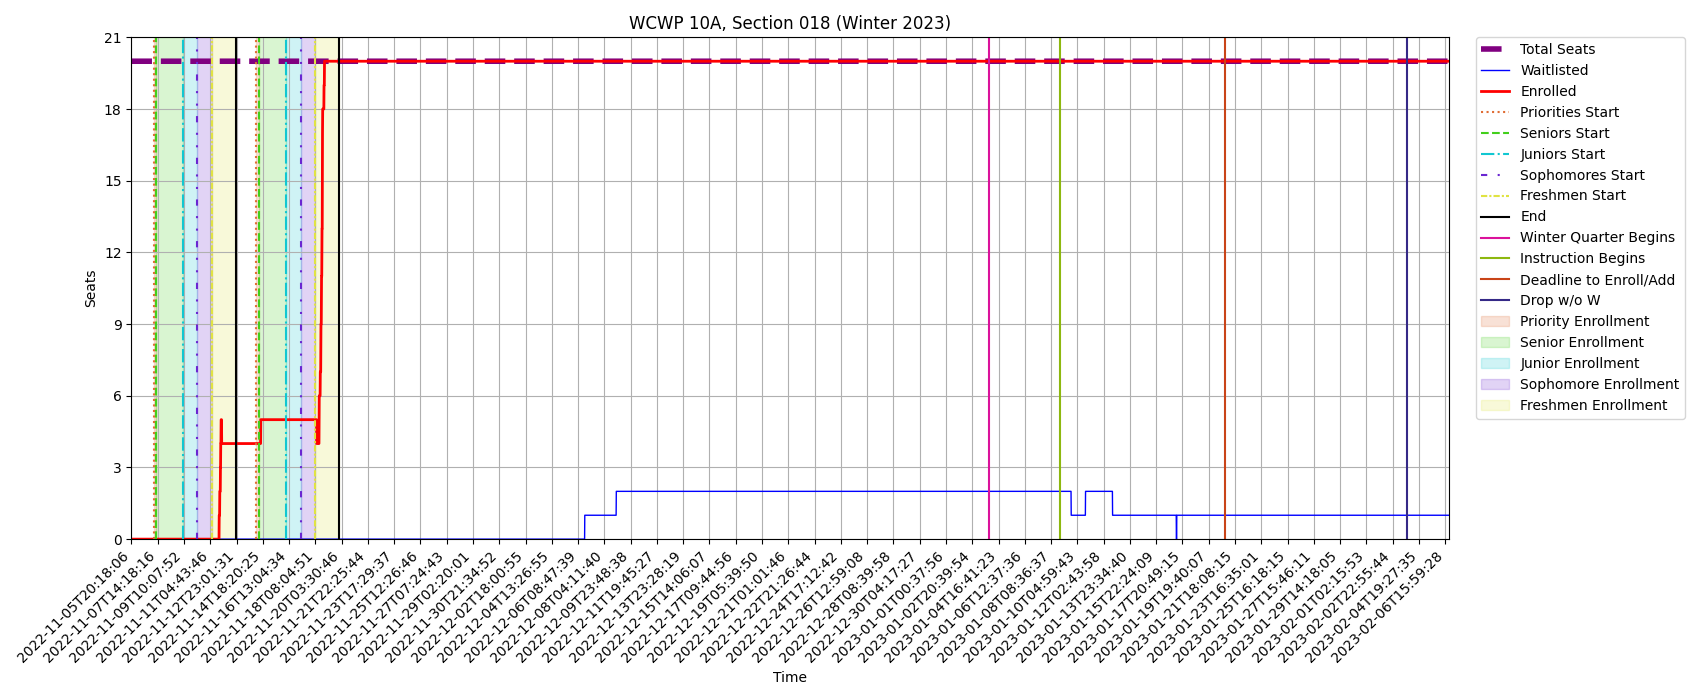 WCWP 10A, Section 018 (Winter 2023)
21
18
15
12
9
6
3
0
Seats
2022-11-05T20:18:06
2022-11-07T14:18:16
2022-11-09T10:07:52
2022-11-11T04:43:46
2022-11-12T23:01:31
2022-11-14T18:20:25
2022-11-16T13:04:34
2022-11-18T08:04:51
2022-11-20T03:30:46
2022-11-21T22:25:44
2022-11-23T17:29:37
2022-11-25T12:26:46
2022-11-27T07:24:43
2022-11-29T02:20:01
2022-11-30T21:34:52
2022-12-02T18:00:55
2022-12-04T13:26:55
2022-12-06T08:47:39
2022-12-08T04:11:40
2022-12-09T23:48:38
2022-12-11T19:45:27
2022-12-13T23:28:19
2022-12-15T14:06:07
2022-12-17T09:44:56
2022-12-19T05:39:50
2022-12-21T01:01:46
2022-12-22T21:26:44
2022-12-24T17:12:42
2022-12-26T12:59:08
2022-12-28T08:39:58
2022-12-30T04:17:27
2023-01-01T00:37:56
2023-01-02T20:39:54
2023-01-04T16:41:23
2023-01-06T12:37:36
2023-01-08T08:36:37
2023-01-10T04:59:43
2023-01-12T02:43:58
2023-01-13T23:34:40
2023-01-15T22:24:09
2023-01-17T20:49:15
2023-01-19T19:40:07
2023-01-21T18:08:15
2023-01-23T16:35:01
2023-01-25T16:18:15
2023-01-27T15:46:11
2023-01-29T14:18:05
2023-02-01T02:15:53
2023-02-02T22:55:44
2023-02-04T19:27:35
2023-02-06T15:59:28
Time
Total Seats
Waitlisted
Enrolled
Priorities Start
Seniors Start
Juniors Start
Sophomores Start
Freshmen Start
End
Winter Quarter Begins
Instruction Begins
Deadline to Enroll/Add
Drop w/o W
Priority Enrollment
Senior Enrollment
Junior Enrollment
Sophomore Enrollment
Freshmen Enrollment